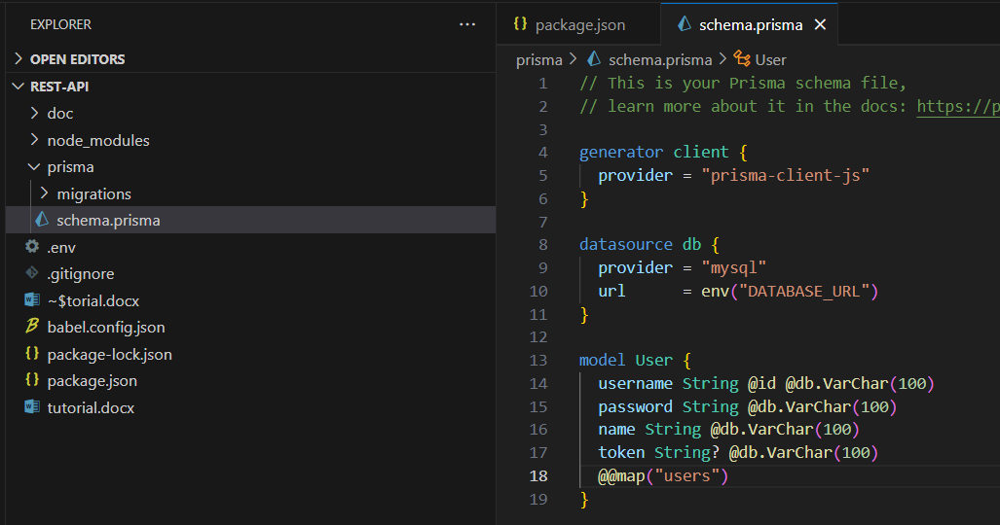 EXPLORER
OPEN EDITORS
REST-API
doc
node_modules
prisma
migrations
schema.prisma
.env
.gitignore
~$torial.docx
babel.config.json
package-lock.json
package.json
tutorial.docx
package.json
schema.prisma
prisma > schema.prisma > User
1 // This is your Prisma schema file,
2 // learn more about it in the docs: https://p
3
4 generator client {
5 provider = "prisma-client-js"
6 }
7
8 datasource db {
9 provider = "mysql"
10 url      = env("DATABASE_URL")
11 }
12
13 model User {
14 username String @id @db.VarChar(100)
15 password String @db.VarChar(100)
16 name String @db.VarChar(100)
17 token String? @db.VarChar(100)
18 @@map("users")
19 }